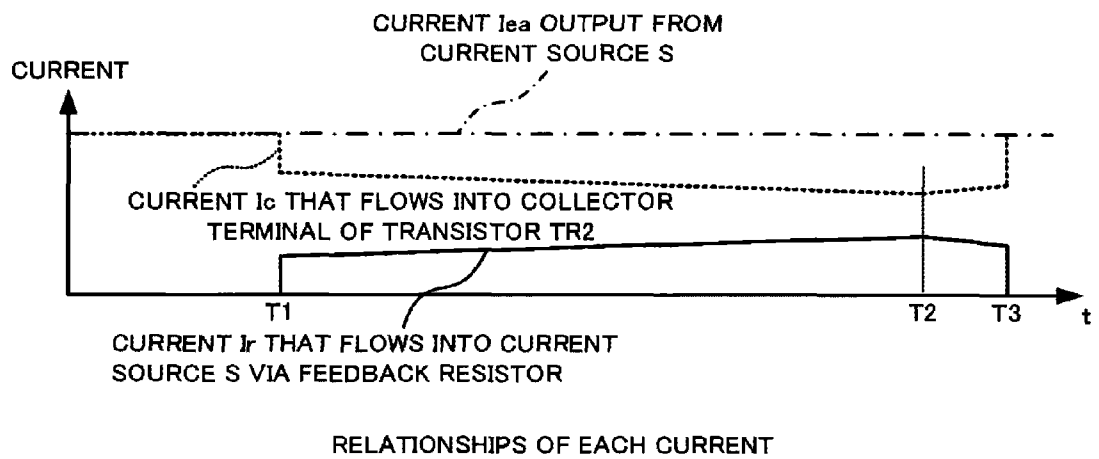 CURRENT Iea OUTPUT FROM
CURRENT SOURCE S
CURRENT
CURRENT Ic THAT FLOWS INTO COLLECTOR
TERMINAL OF TRANSISTOR TR2
T1
T2
T3
t
CURRENT Ir THAT FLOWS INTO CURRENT
SOURCE S VIA FEEDBACK RESISTOR
RELATIONSHIPS OF EACH CURRENT